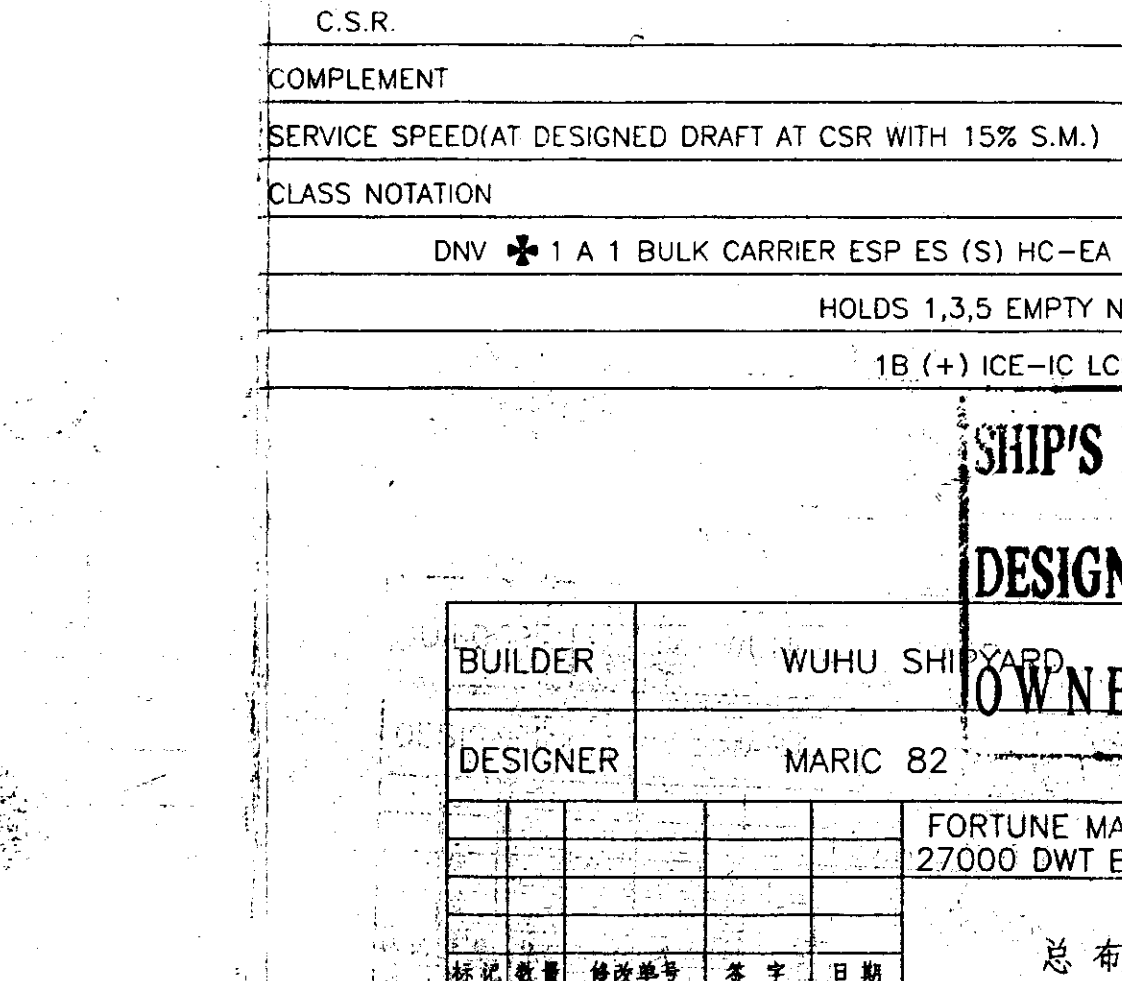 C.S.R.
COMPLEMENT
SERVICE SPEED(AT DESIGNED DRAFT AT CSR WITH 15% S.M.)
CLASS NOTATION
DNV ✤ 1 A 1 BULK CARRIER ESP ES (S) HC-EA
HOLDS 1,3,5 EMPTY N
1B (+) ICE-IC LC
SHIP'S
DESIGN
BUILDER WUHU SHIPYARD
OWNE
DESIGNER MARIC 82
FORTUNE MA
27000 DWT B
总 布
标记 数量 修改单号 签 字 日 期